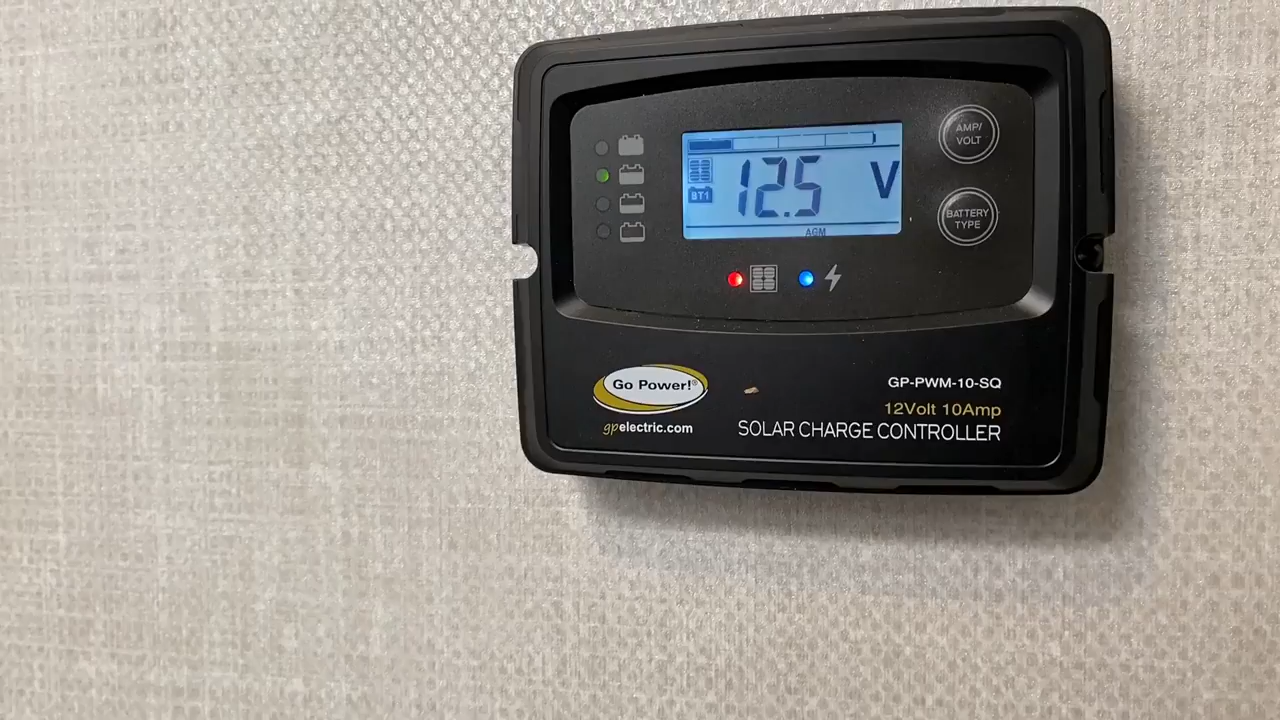 AMP/
VOLT
12.5 V
BT1
AGM
BATTERY
TYPE
Go Power!®
gpelectric.com
GP-PWM-10-SQ
12Volt 10Amp
SOLAR CHARGE CONTROLLER